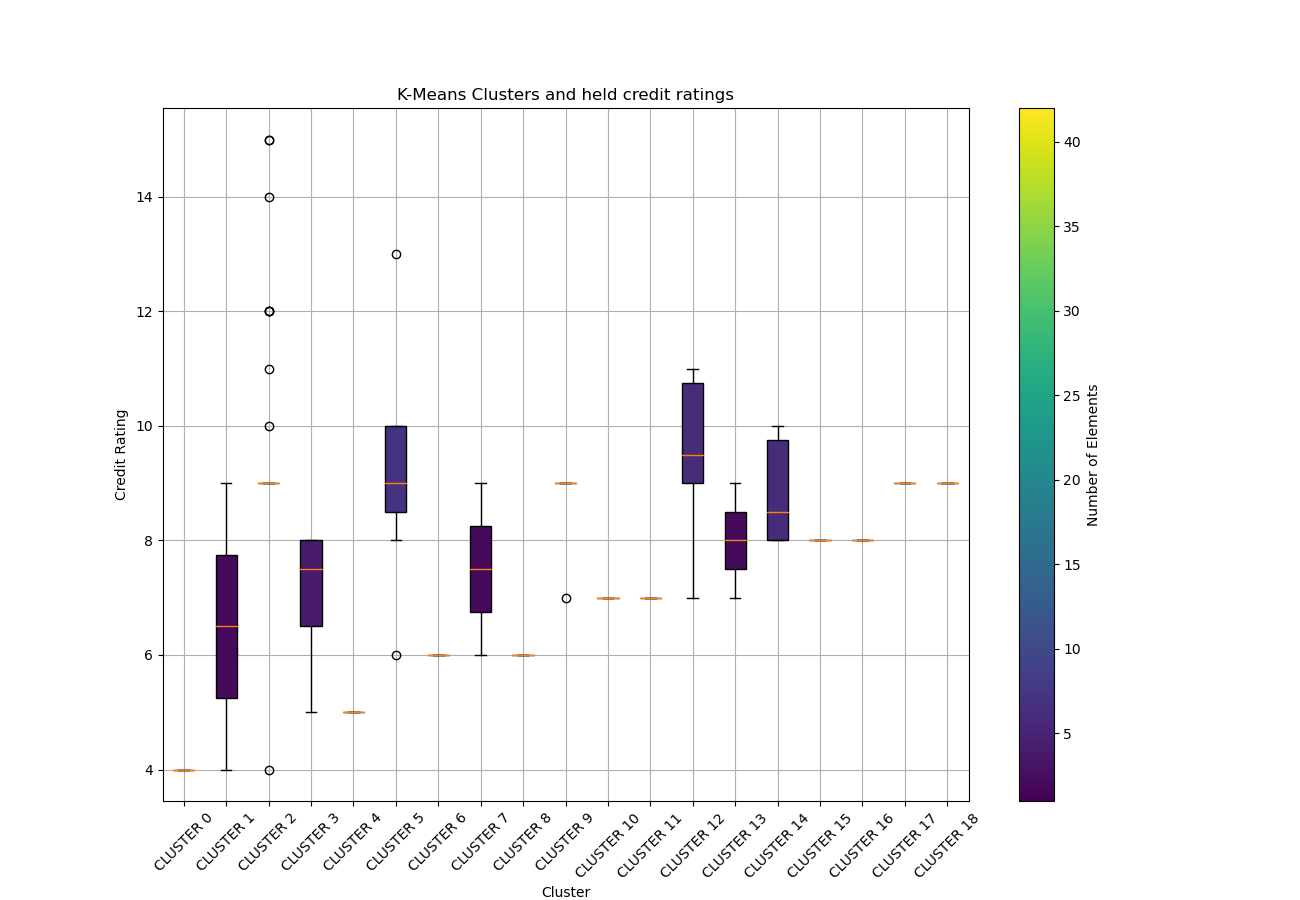 K-Means Clusters and held credit ratings
14
12
10
8
6
4
Credit Rating
CLUSTER 0
CLUSTER 1
CLUSTER 2
CLUSTER 3
CLUSTER 4
CLUSTER 5
CLUSTER 6
CLUSTER 7
CLUSTER 8
CLUSTER 9
CLUSTER 10
CLUSTER 11
CLUSTER 12
CLUSTER 13
CLUSTER 14
CLUSTER 15
CLUSTER 16
CLUSTER 17
CLUSTER 18
Cluster
40
35
30
25
20
15
10
5
Number of Elements